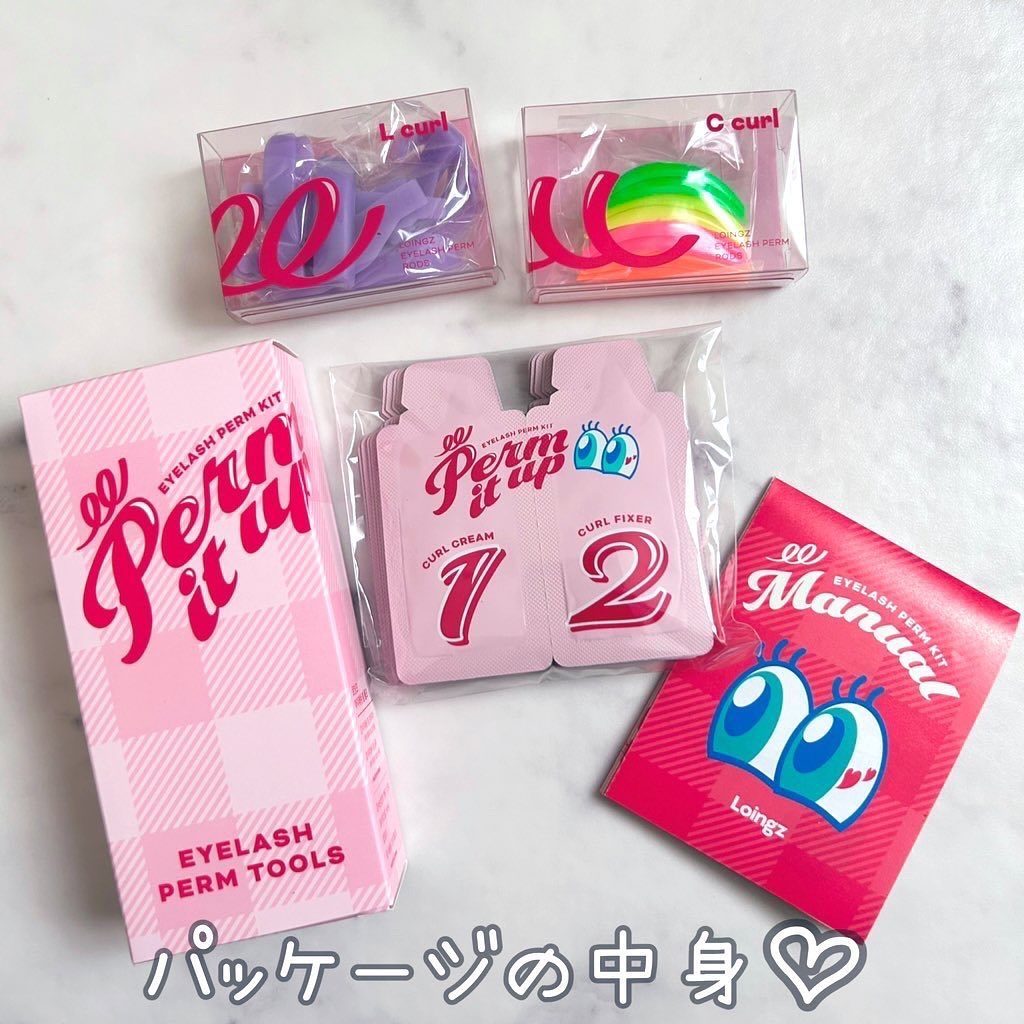 L curl
LOINGZ
EYELASH PERM
RODS
C curl
LOINGZ
EYELASH PERM
RODS
EYELASH PERM KIT
Perm
it up
EYELASH
PERM TOOLS
EYELASH PERM KIT
Perm
it up
CURL CREAM
1
CURL FIXER
2
EYELASH PERM KIT
Manual
Loingz
パッケージの中身♡